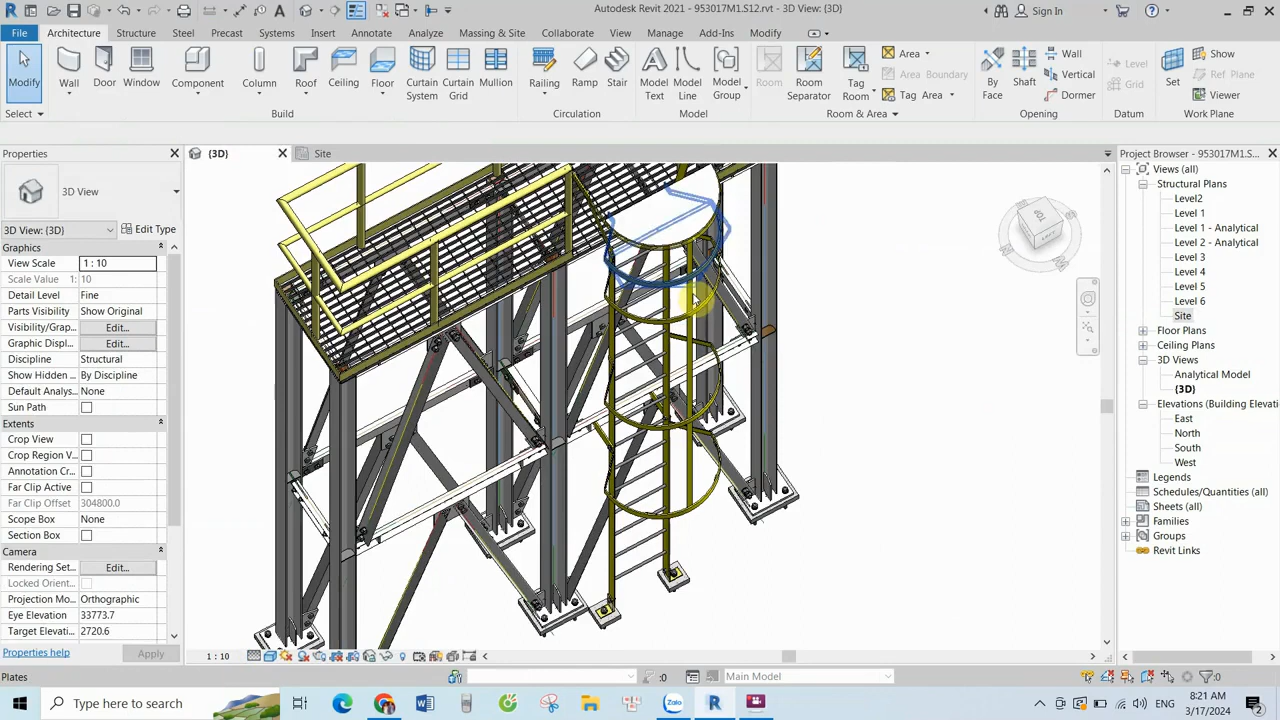 Autodesk Revit 2021 - 953017M1.S12.rvt - 3D View: {3D}
Sign In
File
Architecture
Structure
Steel
Precast
Systems
Insert
Annotate
Analyze
Massing & Site
Collaborate
View
Manage
Add-Ins
Modify
Modify
Wall
Door
Window
Component
Column
Roof
Ceiling
Floor
Curtain
System
Curtain
Grid
Mullion
Railing
Ramp
Stair
Model
Text
Model
Line
Model
Group
Room
Room
Separator
Tag
Room
Area
Area Boundary
Tag Area
By
Face
Shaft
Wall
Vertical
Dormer
Level
Grid
Set
Show
Ref Plane
Viewer
Select
Build
Circulation
Model
Room & Area
Opening
Datum
Work Plane
Properties
{3D}
Site
Project Browser - 953017M1.S...
3D View
3D View: {3D}
Edit Type
Graphics
View Scale 1 : 10
Scale Value 1: 10
Detail Level Fine
Parts Visibility Show Original
Visibility/Grap... Edit...
Graphic Displ... Edit...
Discipline Structural
Show Hidden ... By Discipline
Default Analys... None
Sun Path
Extents
Crop View
Crop Region V...
Annotation Cr...
Far Clip Active
Far Clip Offset 304800.0
Scope Box None
Section Box
Camera
Rendering Set... Edit...
Locked Orient...
Projection Mo... Orthographic
Eye Elevation 33773.7
Target Elevati... 2720.6
Properties help
Apply
Views (all)
Structural Plans
Level2
Level 1
Level 1 - Analytical
Level 2 - Analytical
Level 3
Level 4
Level 5
Level 6
Site
Floor Plans
Ceiling Plans
3D Views
Analytical Model
{3D}
Elevations (Building Elevati
East
North
South
West
Legends
Schedules/Quantities (all)
Sheets (all)
Families
Groups
Revit Links
1 : 10
Plates
:0
Main Model
:0
Type here to search
Zalo
ENG
8:21 AM
5/17/2024
2